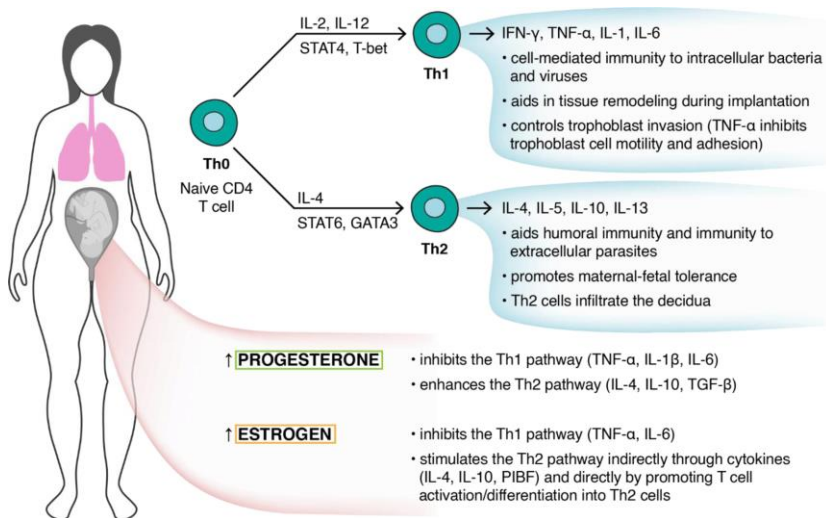 IL-2, IL-12
STAT4, T-bet
Th1
IFN-γ, TNF-α, IL-1, IL-6
• cell-mediated immunity to intracellular bacteria
and viruses
• aids in tissue remodeling during implantation
• controls trophoblast invasion (TNF-α inhibits
trophoblast cell motility and adhesion)
Th0
Naive CD4
T cell
IL-4
STAT6, GATA3
Th2
IL-4, IL-5, IL-10, IL-13
• aids humoral immunity and immunity to
extracellular parasites
• promotes maternal-fetal tolerance
• Th2 cells infiltrate the decidua
↑ PROGESTERONE
• inhibits the Th1 pathway (TNF-α, IL-1β, IL-6)
• enhances the Th2 pathway (IL-4, IL-10, TGF-β)
↑ ESTROGEN
• inhibits the Th1 pathway (TNF-α, IL-6)
• stimulates the Th2 pathway indirectly through cytokines
(IL-4, IL-10, PIBF) and directly by promoting T cell
activation/differentiation into Th2 cells